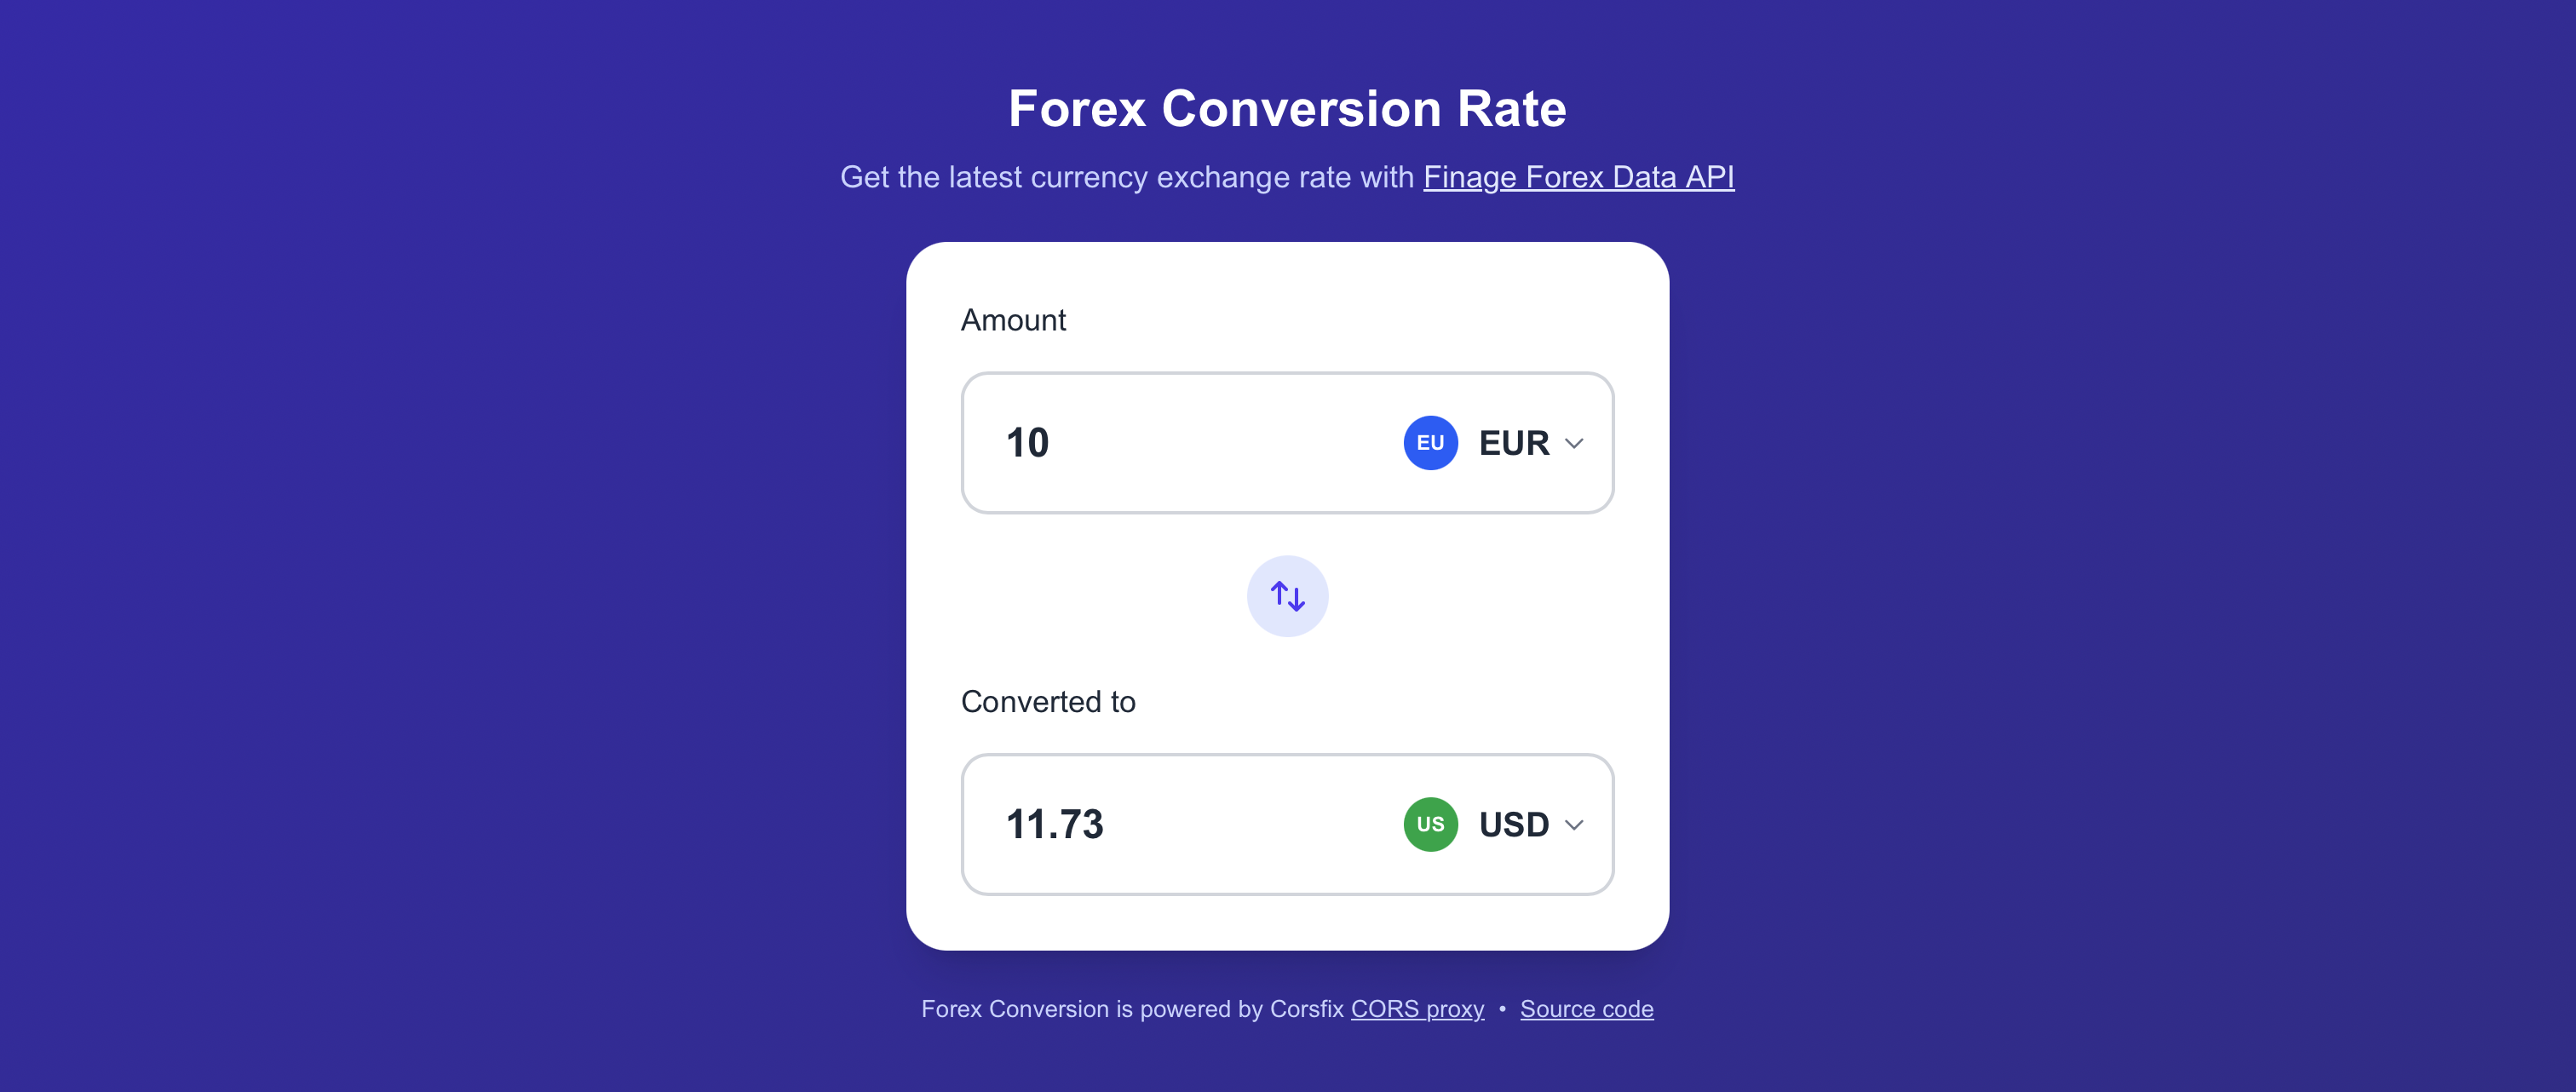 Forex Conversion Rate
Get the latest currency exchange rate with Finage Forex Data API
Amount
10 EU EUR
Converted to
11.73 US USD
Forex Conversion is powered by Corsfix CORS proxy • Source code